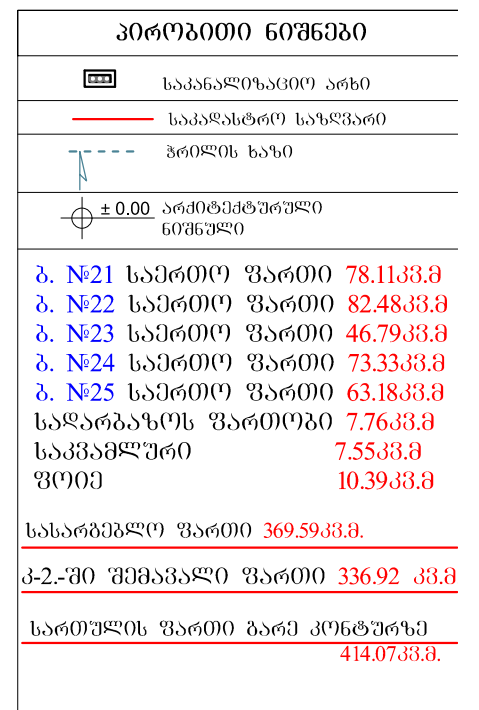 პირობითი ნიშნები
საკანალიზაციო არხი
საკადასტრო საზღვარი
ჭრილის ხაზი
± 0.00 არქიტექტურული
ნიშნული
ბ. №21 საერთო ფართი 78.11კვ.მ
ბ. №22 საერთო ფართი 82.48კვ.მ
ბ. №23 საერთო ფართი 46.79კვ.მ
ბ. №24 საერთო ფართი 73.33კვ.მ
ბ. №25 საერთო ფართი 63.18კვ.მ
სადარბაზოს ფართობი 7.76კვ.მ
საკვამლური 7.55კვ.მ
ფოიე 10.39კვ.მ
სასარგებლო ფართი 369.59კვ.მ.
კ-2.-ში შემავალი ფართი 336.92 კვ.მ
სართულის ფართი გარე კონტურზე
414.07კვ.მ.